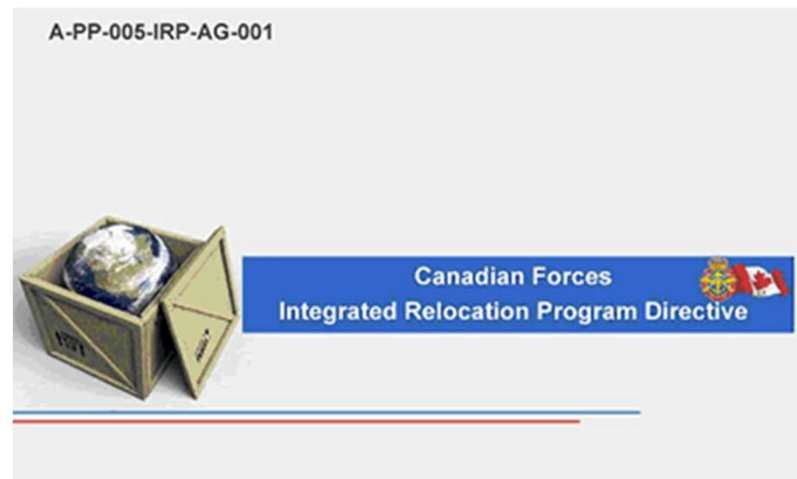 A-PP-005-IRP-AG-001
Canadian Forces
Integrated Relocation Program Directive